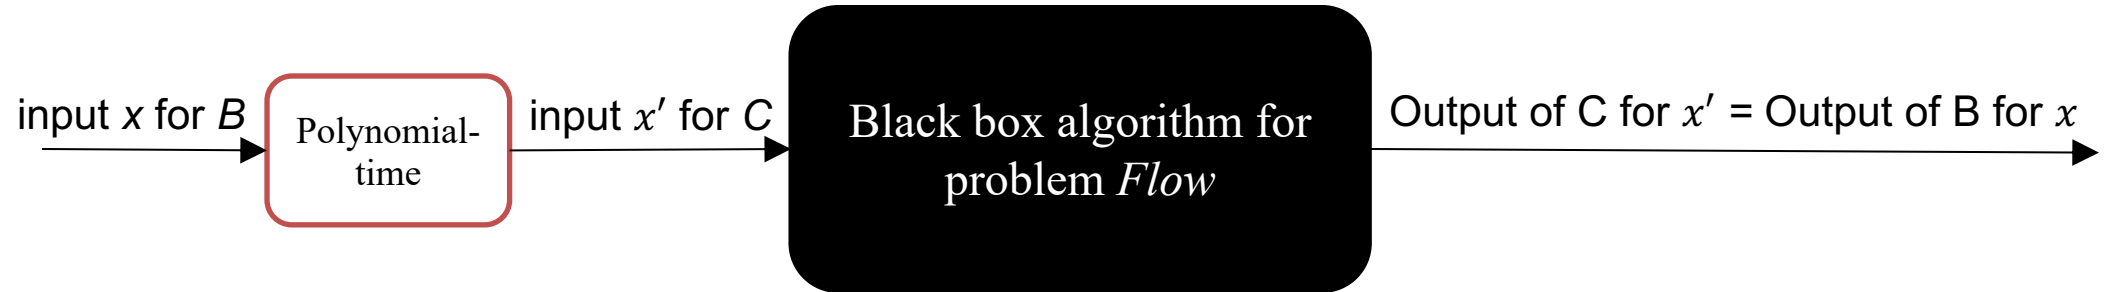 input x for B
Polynomial-
time
input x′ for C
Black box algorithm for
problem Flow
Output of C for x′ = Output of B for x